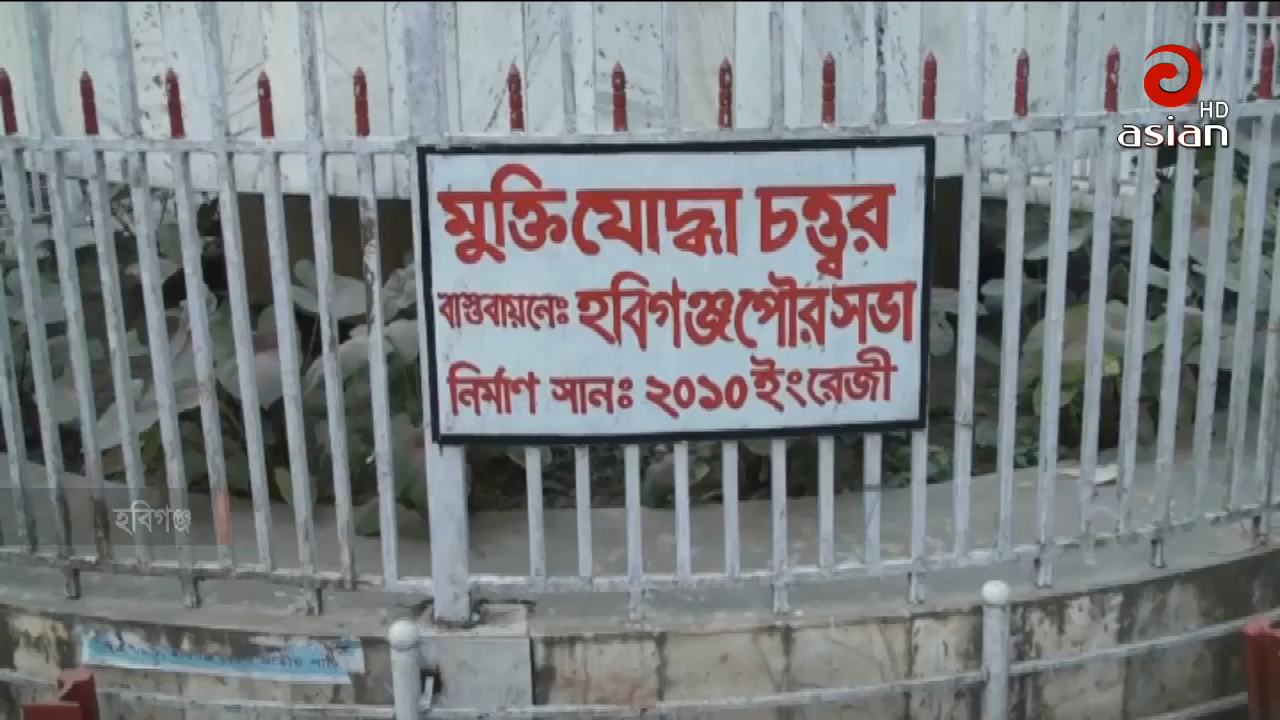 HD
asian
মুক্তিযোদ্ধা চত্ত্বর
বাস্তবায়নেঃ হবিগঞ্জ পৌরসভা
নির্মাণ সানঃ ২০১০ ইংরেজী
হবিগঞ্জ